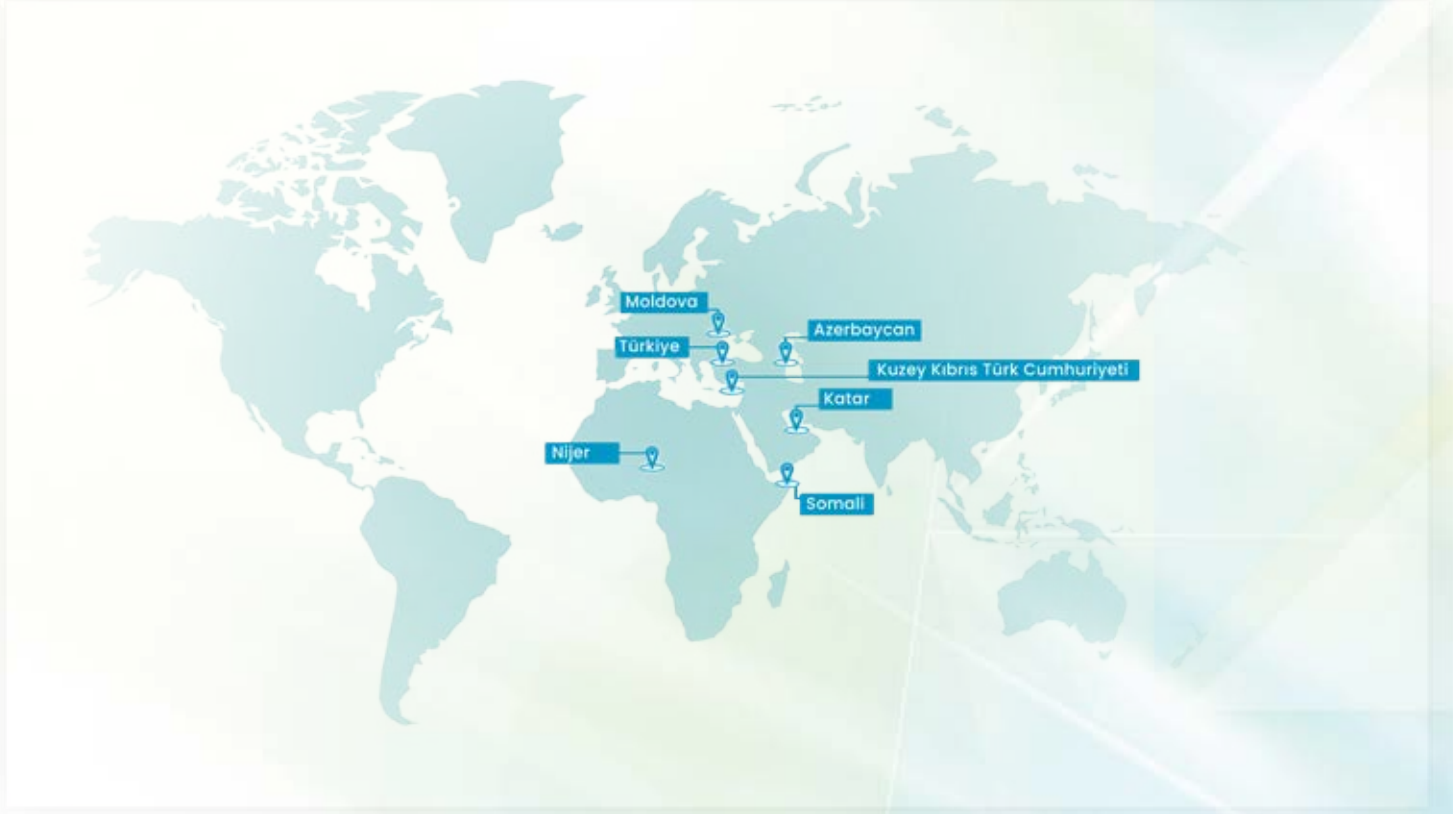 Moldova
Azerbaycan
Türkiye
Kuzey Kıbrıs Türk Cumhuriyeti
Katar
Nijer
Somali